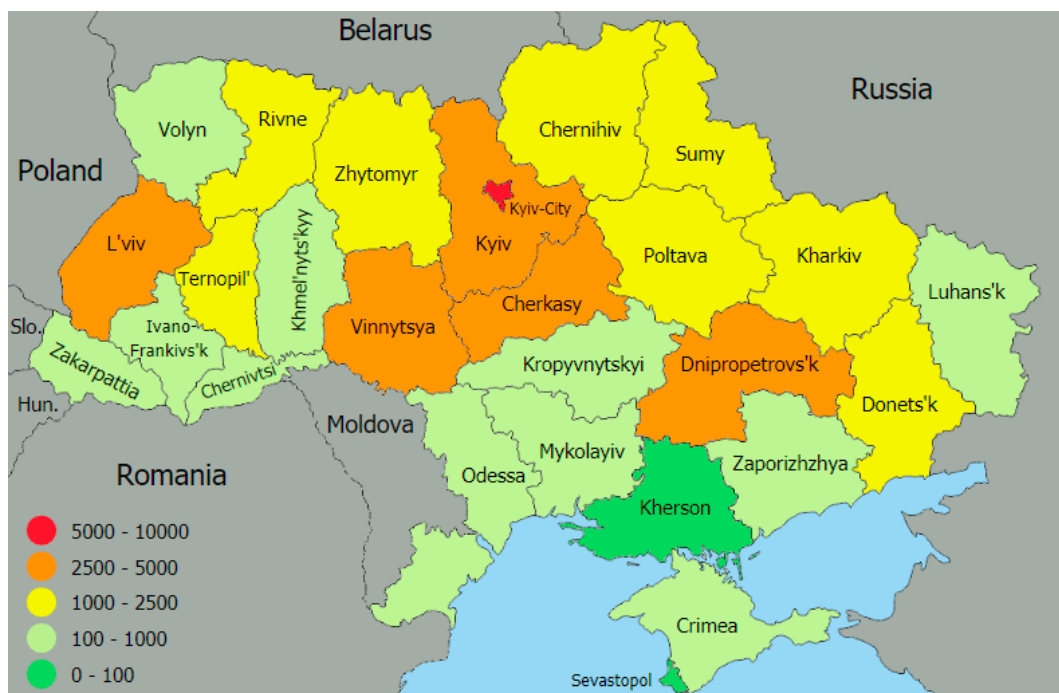 Belarus
Russia
Poland
Volyn
Rivne
Zhytomyr
Chernihiv
Sumy
Kyiv-City
Kyiv
L'viv
Ternopil'
Khmel'nyts'kyy
Poltava
Kharkiv
Luhans'k
Vinnytsya
Cherkasy
Slo.
Ivano-
Frankivs'k
Zakarpattia
Chernivtsi
Kropyvnytskyi
Dnipropetrovs'k
Donets'k
Hun.
Moldova
Romania
Odessa
Mykolayiv
Zaporizhzhya
Kherson
Crimea
Sevastopol
5000 - 10000
2500 - 5000
1000 - 2500
100 - 1000
0 - 100